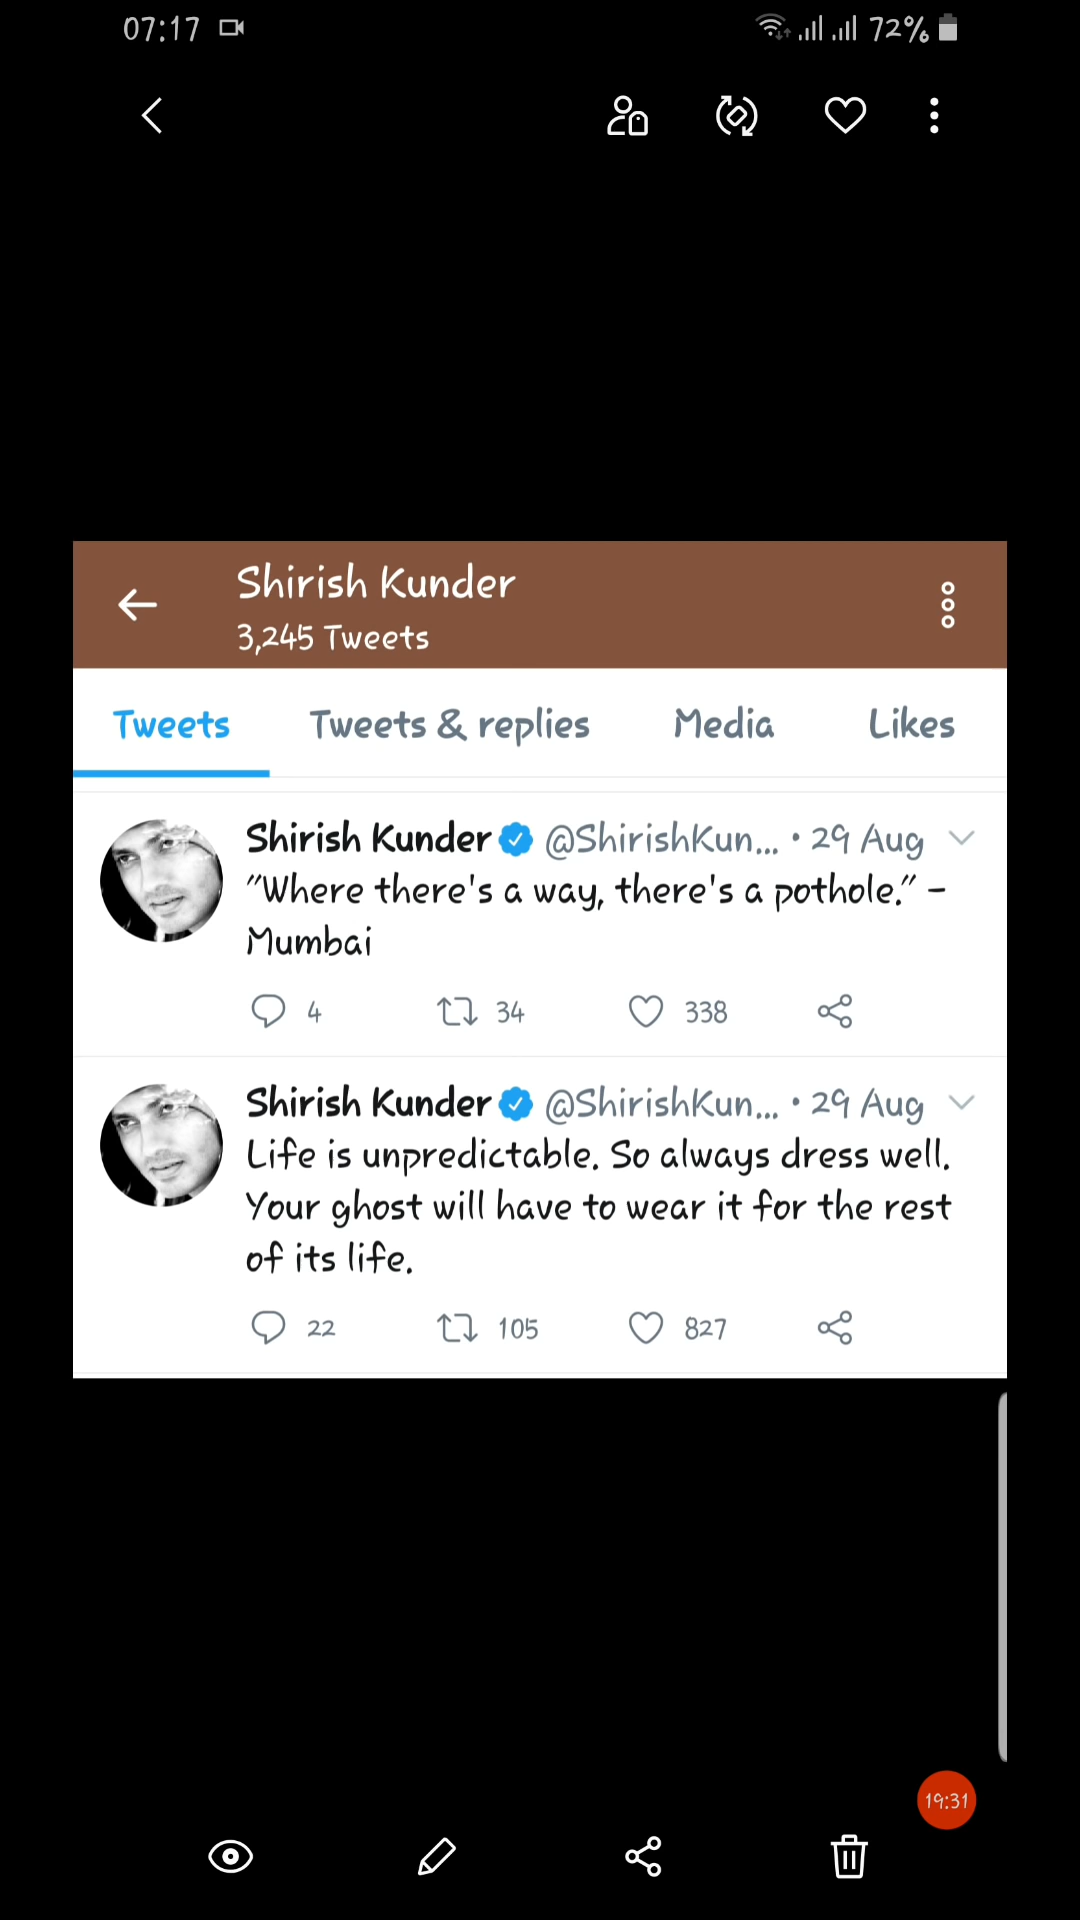 07:17 72%
Shirish Kunder
3,245 Tweets
Tweets Tweets & replies Media Likes
Shirish Kunder @ShirishKun... • 29 Aug
"Where there's a way, there's a pothole." –
Mumbai
4 34 338
Shirish Kunder @ShirishKun... • 29 Aug
Life is unpredictable. So always dress well.
Your ghost will have to wear it for the rest
of its life.
22 105 827
19:31